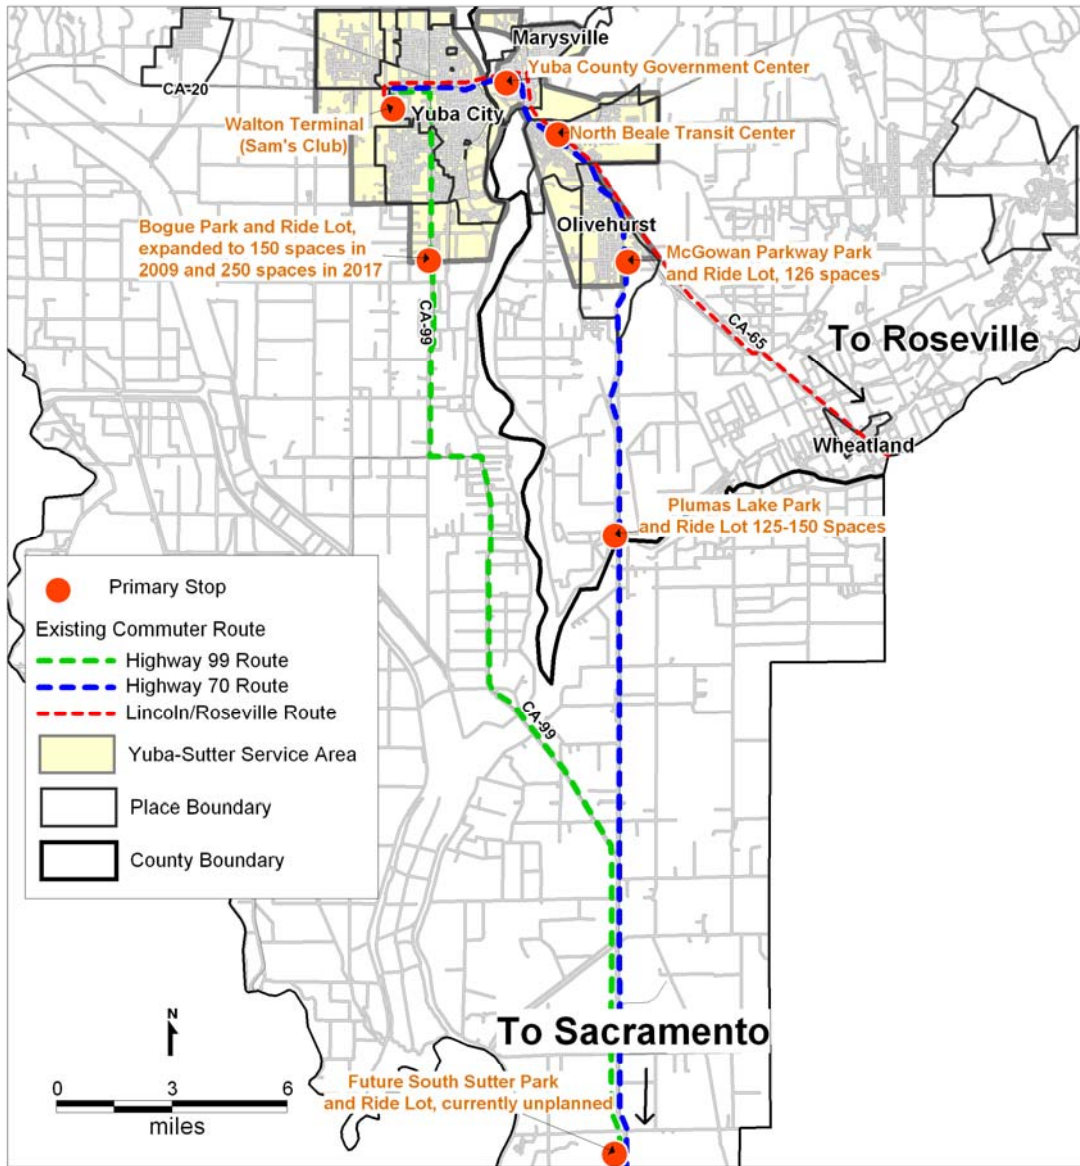 Marysville
Yuba County Government Center
CA-20
Yuba City
Walton Terminal
(Sam's Club)
North Beale Transit Center
Bogue Park and Ride Lot,
expanded to 150 spaces in
2009 and 250 spaces in 2017
Olivehurst
McGowan Parkway Park
and Ride Lot, 126 spaces
CA-99
CA-65
To Roseville
Wheatland
Plumas Lake Park
and Ride Lot 125-150 Spaces
Primary Stop
Existing Commuter Route
Highway 99 Route
Highway 70 Route
Lincoln/Roseville Route
Yuba-Sutter Service Area
Place Boundary
County Boundary
CA-99
To Sacramento
N
0 3 6
miles
Future South Sutter Park
and Ride Lot, currently unplanned